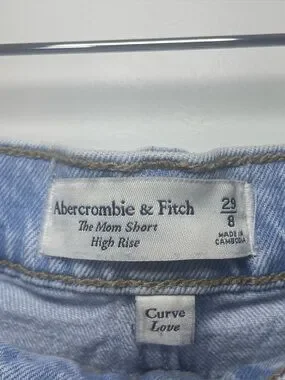 Abercrombie & Fitch
The Mom Short
High Rise
29
8
MADE IN
CAMBODIA
Curve
Love